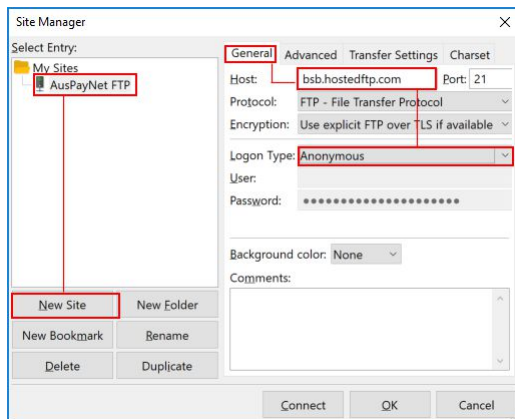 Site Manager
Select Entry:
My Sites
AusPayNet FTP
New Site
New Folder
New Bookmark
Rename
Delete
Duplicate
General
Advanced
Transfer Settings
Charset
Host:
bsb.hostedftp.com
Port:
21
Protocol:
FTP - File Transfer Protocol
Encryption:
Use explicit FTP over TLS if available
Logon Type:
Anonymous
User:
Password:
Background color:
None
Comments:
Connect
OK
Cancel